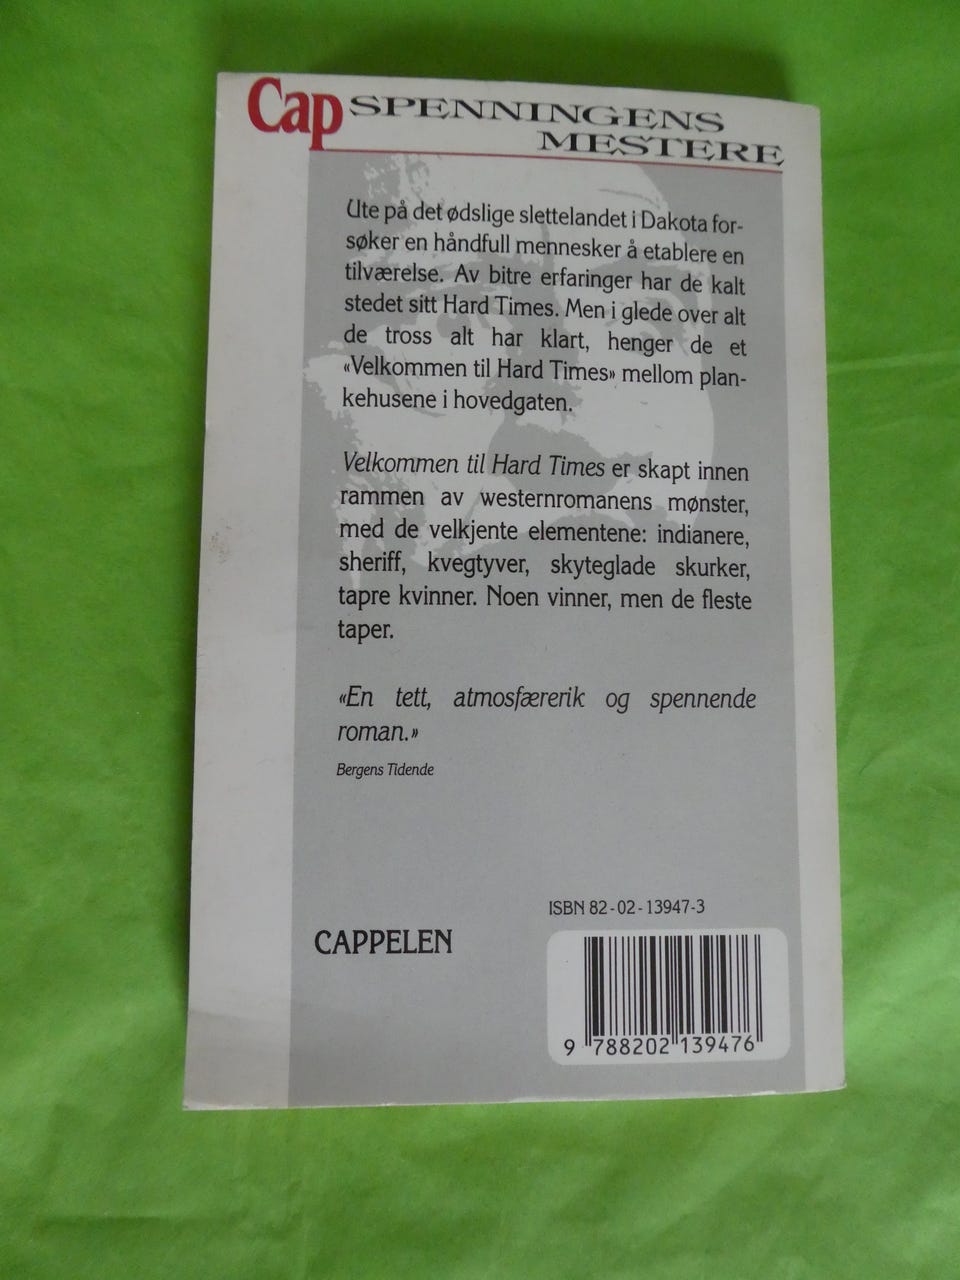 Cap SPENNINGENS
MESTERE
Ute på det ødslige slettelandet i Dakota for-
søker en håndfull mennesker å etablere en
tilværelse. Av bitre erfaringer har de kalt
stedet sitt Hard Times. Men i glede over alt
de tross alt har klart, henger de et
«Velkommen til Hard Times» mellom plan-
kehusene i hovedgaten.
Velkommen til Hard Times er skapt innen
rammen av westernromanens mønster,
med de velkjente elementene: indianere,
sheriff, kvegtyver, skyteglade skurker,
tapre kvinner. Noen vinner, men de fleste
taper.
«En tett, atmosfærerik og spennende
roman.»
Bergens Tidende
ISBN 82-02-13947-3
CAPPELEN
9 788202 139476